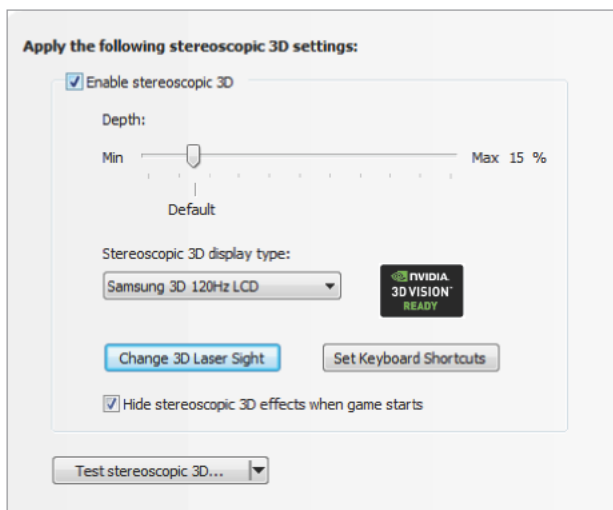 Apply the following stereoscopic 3D settings:
Enable stereoscopic 3D
Depth:
Min Max 15 %
Default
Stereoscopic 3D display type:
Samsung 3D 120Hz LCD
NVIDIA.
3D VISION™
READY
Change 3D Laser Sight Set Keyboard Shortcuts
Hide stereoscopic 3D effects when game starts
Test stereoscopic 3D...